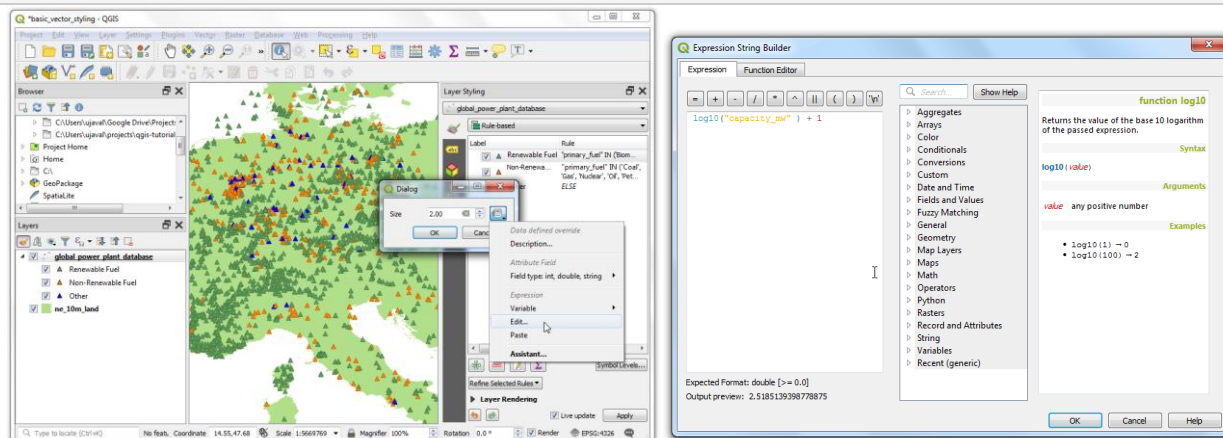 *basic_vector_styling - QGIS
Project Edit View Layer Settings Plugins Vector Raster Database Web Processing Help
Browser
C:\Users\ujaval\Google Drive\Project:
C:\Users\ujaval\projects\qgis-tutorial
Project Home
Home
C:\
GeoPackage
SpatiaLite
Layers
global_power_plant_database
Renewable Fuel
Non-Renewable Fuel
Other
ne_10m_land
Layer Styling
global_power_plant_database
Rule-based
Label Rule
Renewable Fuel "primary_fuel" IN ('Biom...
Non-Renewa... "primary_fuel" IN ('Coal',
'Gas', 'Nuclear', 'Oil', 'Pet...
ELSE
Dialog
Size 2.00
OK Canc
Data defined override
Description...
Attribute Field
Field type: int, double, string
Expression
Variable
Edit...
Paste
Assistant...
Symbol Levels...
Refine Selected Rules
Layer Rendering
Live update Apply
Type to locate (Ctrl+K) No feat. Coordinate 14.55,47.68 Scale 1:5669769 Magnifier 100% Rotation 0.0 ° Render EPSG:4326
Expression String Builder
Expression Function Editor
= + - / * ^ || ( ) '\n'
log10("capacity_mw" ) + 1
Expected Format: double [>= 0.0]
Output preview: 2.5185139398778875
Search... Show Help
Aggregates
Arrays
Color
Conditionals
Conversions
Custom
Date and Time
Fields and Values
Fuzzy Matching
General
Geometry
Map Layers
Maps
Math
Operators
Python
Rasters
Record and Attributes
String
Variables
Recent (generic)
function log10
Returns the value of the base 10 logarithm
of the passed expression.
Syntax
log10(value)
Arguments
value any positive number
Examples
• log10(1) → 0
• log10(100) → 2
OK Cancel Help